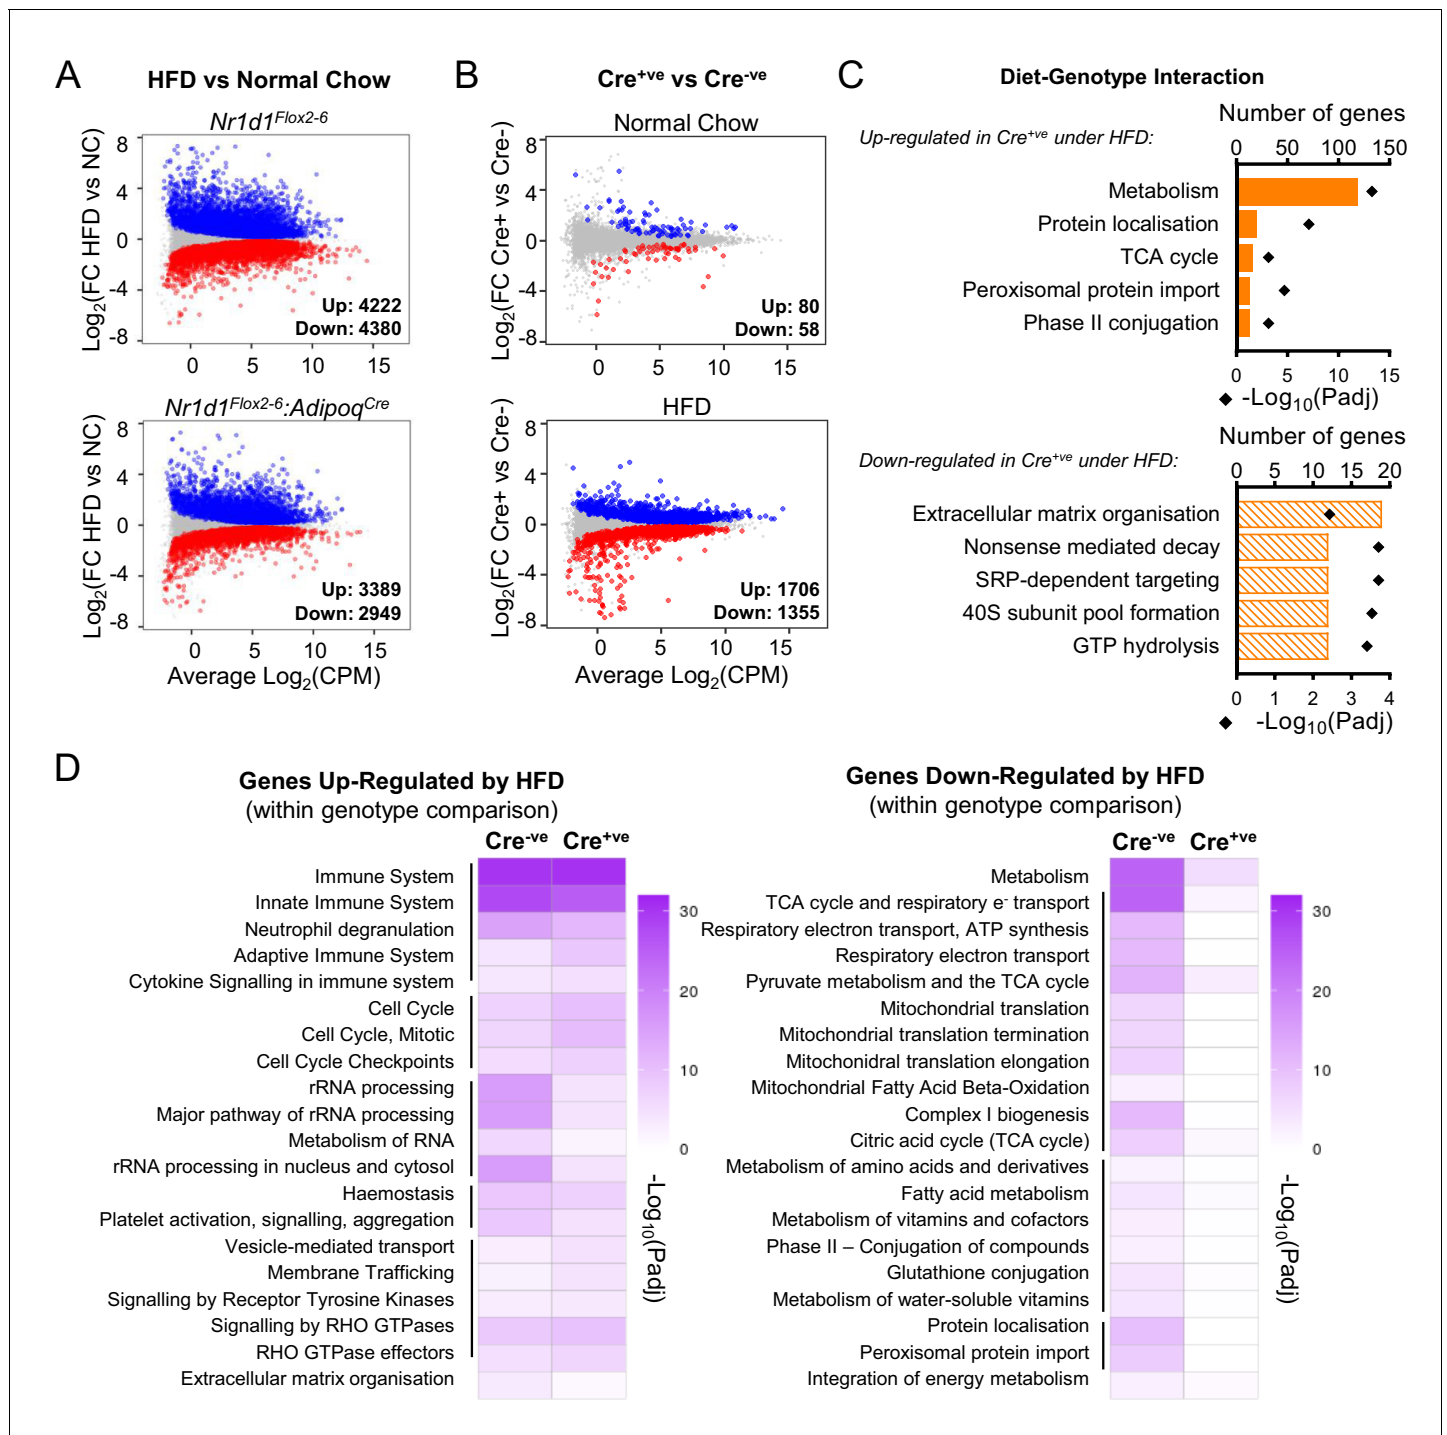 A
HFD vs Normal Chow
Nr1d1^Flox2-6
Log2(FC HFD vs NC)
8
4
0
-4
-8
Up: 4222
Down: 4380
0 5 10 15
Nr1d1^Flox2-6:Adipoq^Cre
Log2(FC HFD vs NC)
8
4
0
-4
-8
Up: 3389
Down: 2949
0 5 10 15
Average Log2(CPM)
B
Cre+ve vs Cre-ve
Normal Chow
Log2(FC Cre+ vs Cre-)
8
4
0
-4
-8
Up: 80
Down: 58
0 5 10 15
HFD
Log2(FC Cre+ vs Cre-)
8
4
0
-4
-8
Up: 1706
Down: 1355
0 5 10 15
Average Log2(CPM)
C
Diet-Genotype Interaction
Number of genes
Up-regulated in Cre+ve under HFD:
0 50 100 150
Metabolism
Protein localisation
TCA cycle
Peroxisomal protein import
Phase II conjugation
0 5 10 15
◆ -Log10(Padj)
Number of genes
Down-regulated in Cre+ve under HFD:
0 5 10 15 20
Extracellular matrix organisation
Nonsense mediated decay
SRP-dependent targeting
40S subunit pool formation
GTP hydrolysis
0 1 2 3 4
◆ -Log10(Padj)
D
Genes Up-Regulated by HFD
(within genotype comparison)
Cre-ve Cre+ve
Immune System
Innate Immune System
Neutrophil degranulation
Adaptive Immune System
Cytokine Signalling in immune system
Cell Cycle
Cell Cycle, Mitotic
Cell Cycle Checkpoints
rRNA processing
Major pathway of rRNA processing
Metabolism of RNA
rRNA processing in nucleus and cytosol
Haemostasis
Platelet activation, signalling, aggregation
Vesicle-mediated transport
Membrane Trafficking
Signalling by Receptor Tyrosine Kinases
Signalling by RHO GTPases
RHO GTPase effectors
Extracellular matrix organisation
30
20
10
0
-Log10(Padj)
Genes Down-Regulated by HFD
(within genotype comparison)
Cre-ve Cre+ve
Metabolism
TCA cycle and respiratory e- transport
Respiratory electron transport, ATP synthesis
Respiratory electron transport
Pyruvate metabolism and the TCA cycle
Mitochondrial translation
Mitochondrial translation termination
Mitochonidral translation elongation
Mitochondrial Fatty Acid Beta-Oxidation
Complex I biogenesis
Citric acid cycle (TCA cycle)
Metabolism of amino acids and derivatives
Fatty acid metabolism
Metabolism of vitamins and cofactors
Phase II – Conjugation of compounds
Glutathione conjugation
Metabolism of water-soluble vitamins
Protein localisation
Peroxisomal protein import
Integration of energy metabolism
30
20
10
0
-Log10(Padj)